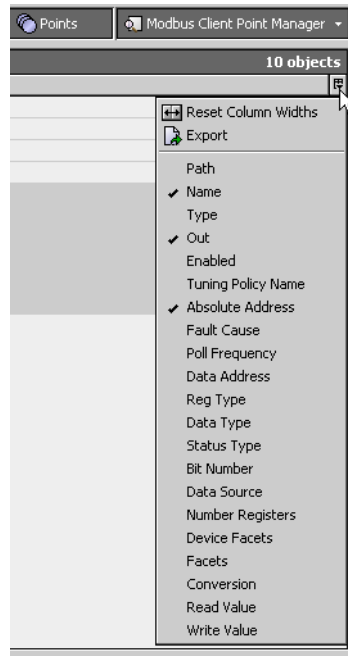 Points Modbus Client Point Manager
10 objects
Reset Column Widths
Export
Path
Name
Type
Out
Enabled
Tuning Policy Name
Absolute Address
Fault Cause
Poll Frequency
Data Address
Reg Type
Data Type
Status Type
Bit Number
Data Source
Number Registers
Device Facets
Facets
Conversion
Read Value
Write Value